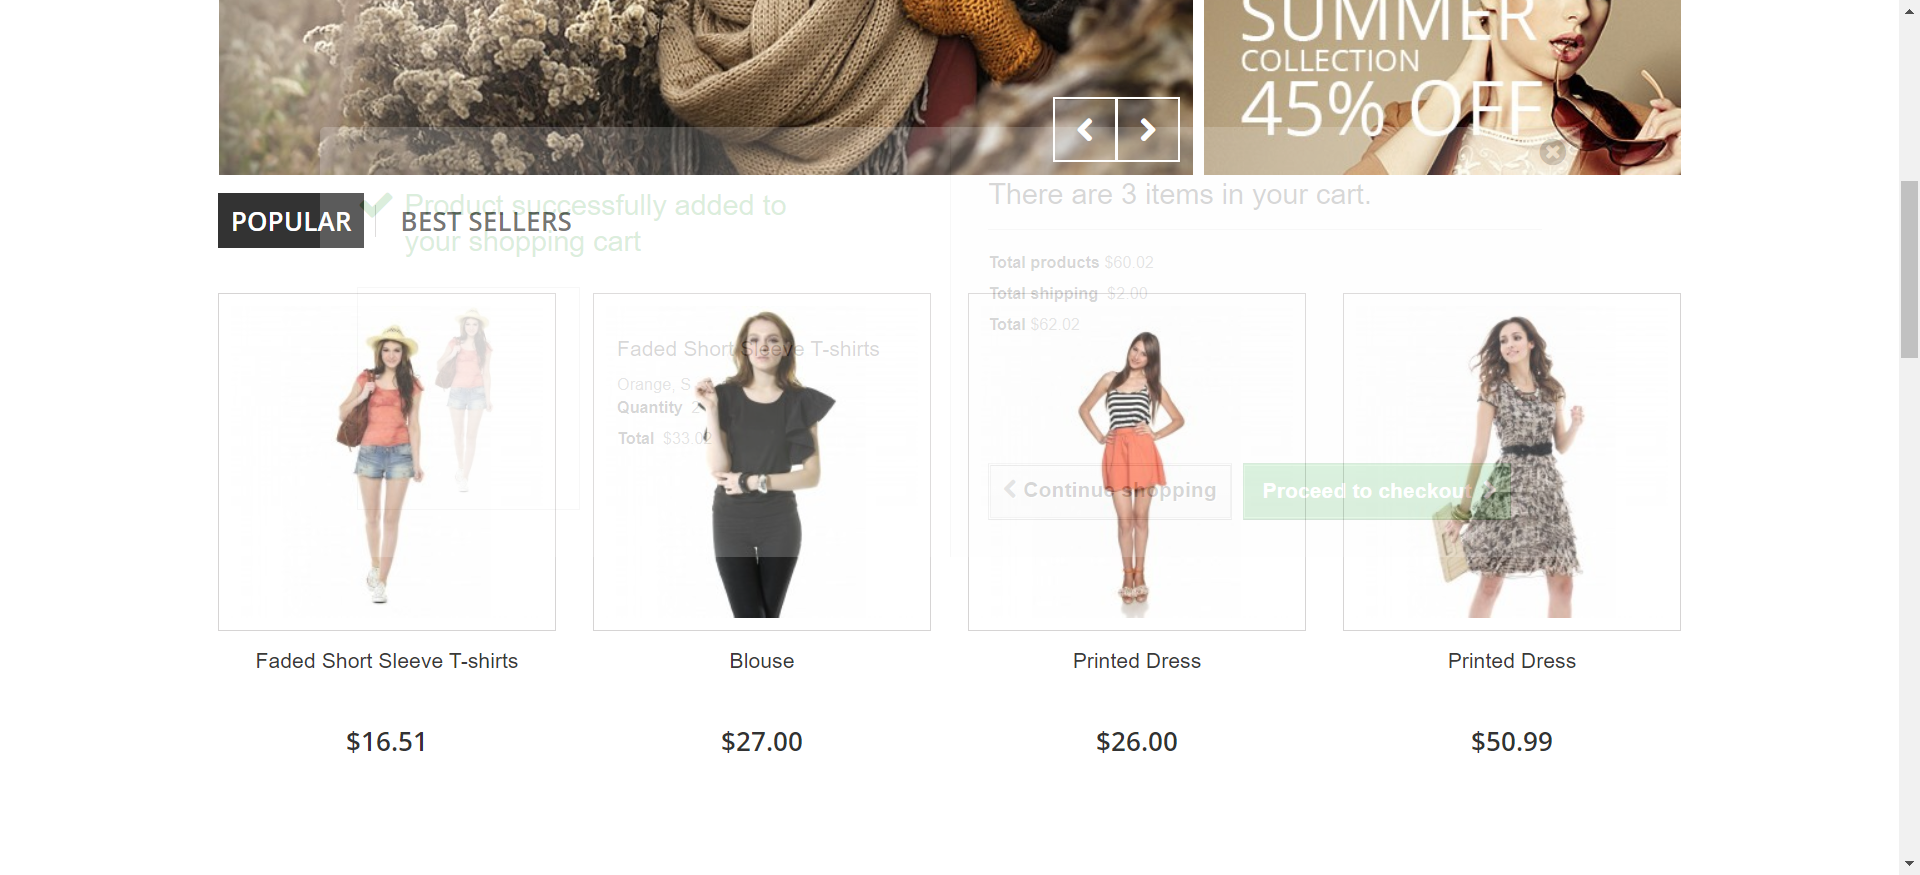 SUMMER
COLLECTION
45% OFF
POPULAR
BEST SELLERS
Product successfully added to
your shopping cart
There are 3 items in your cart.
Total products $60.02
Total shipping $2.00
Total $62.02
Faded Short Sleeve T-shirts
Orange, S
Quantity 2
Total $33.02
Continue shopping
Proceed to checkout
Faded Short Sleeve T-shirts
Blouse
Printed Dress
Printed Dress
$16.51
$27.00
$26.00
$50.99